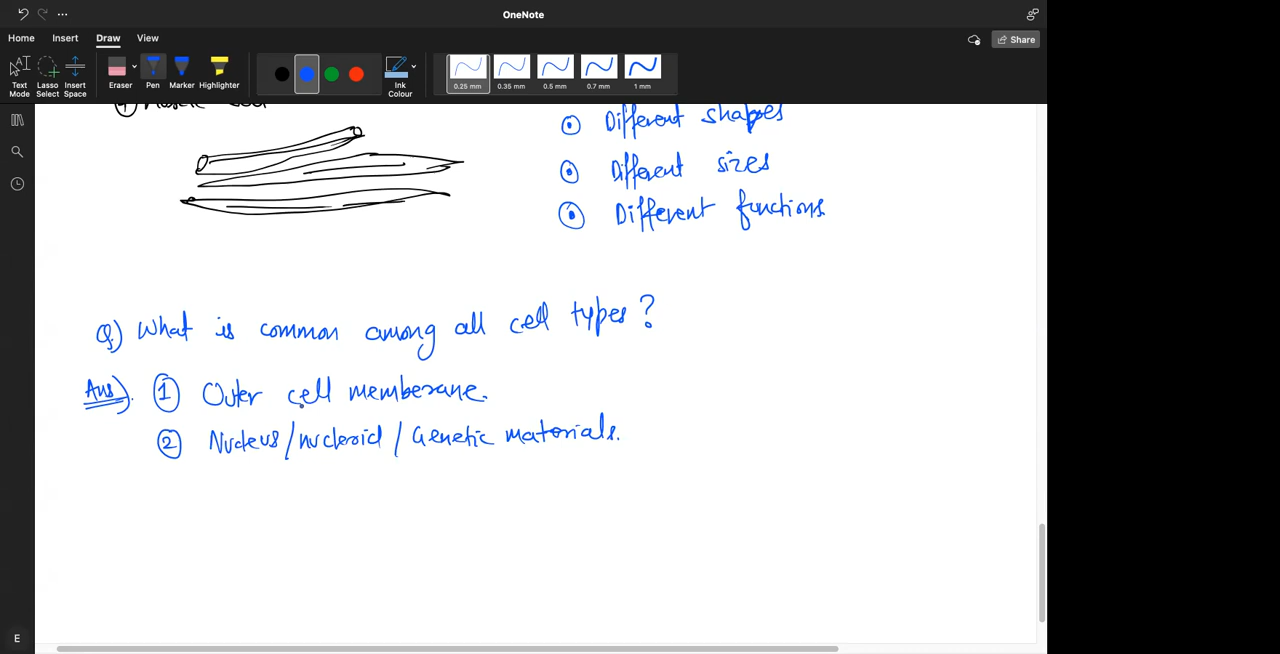 OneNote
Home Insert Draw View
Share
Text Mode
Lasso Select
Insert Space
Eraser
Pen
Marker
Highlighter
Ink Colour
0.25 mm
0.35 mm
0.5 mm
0.7 mm
1 mm
Different shapes
Different sizes
Different functions
Q) What is common among all cell types?
Ans). ① Outer cell memberane.
② Nucleus/nucleoid/Genetic materials.
E